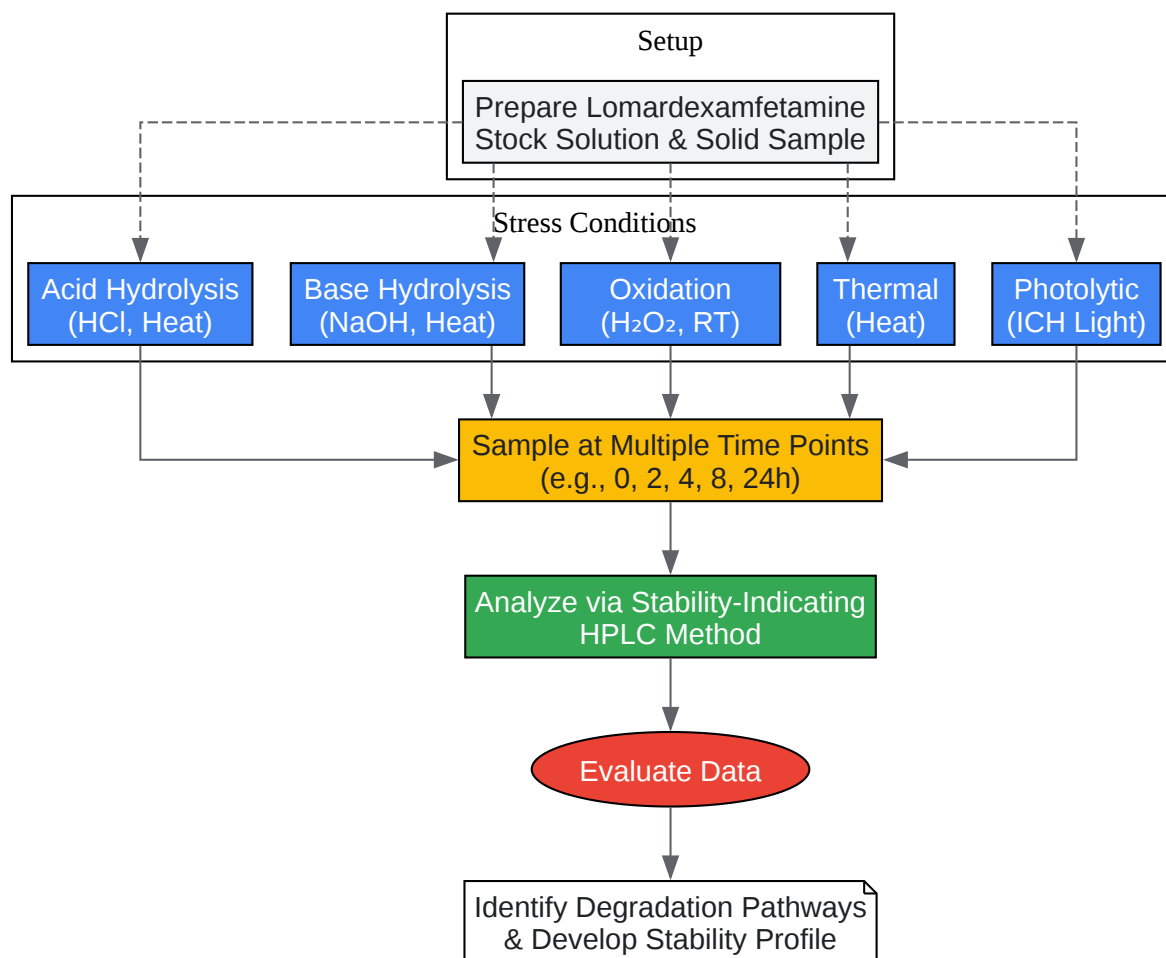 Setup
Prepare Lomardexamfetamine
Stock Solution & Solid Sample
Stress Conditions
Acid Hydrolysis
(HCl, Heat)
Base Hydrolysis
(NaOH, Heat)
Oxidation
(H₂O₂, RT)
Thermal
(Heat)
Photolytic
(ICH Light)
Sample at Multiple Time Points
(e.g., 0, 2, 4, 8, 24h)
Analyze via Stability-Indicating
HPLC Method
Evaluate Data
Identify Degradation Pathways
& Develop Stability Profile